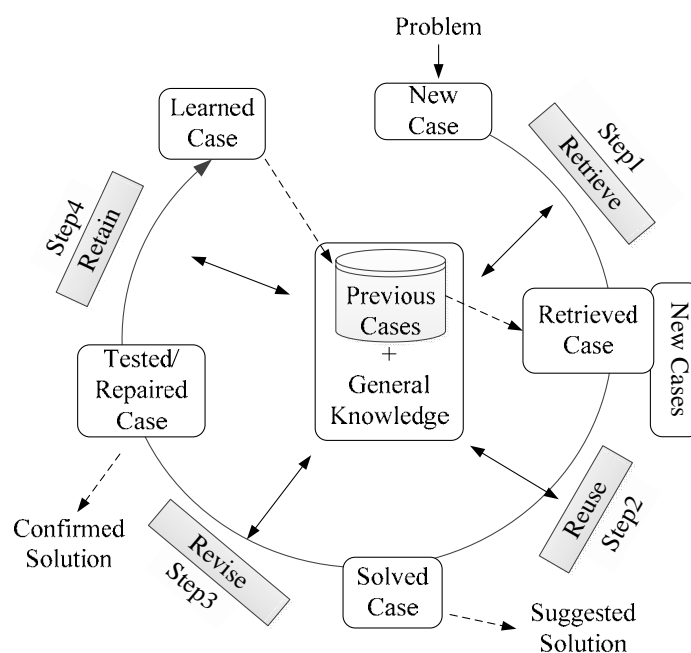 Problem
New
Case
Step1
Retrieve
Learned
Case
Step4
Retain
Previous
Cases
+
General
Knowledge
Retrieved
Case
New Cases
Tested/
Repaired
Case
Reuse
Step2
Confirmed
Solution
Revise
Step3
Solved
Case
Suggested
Solution